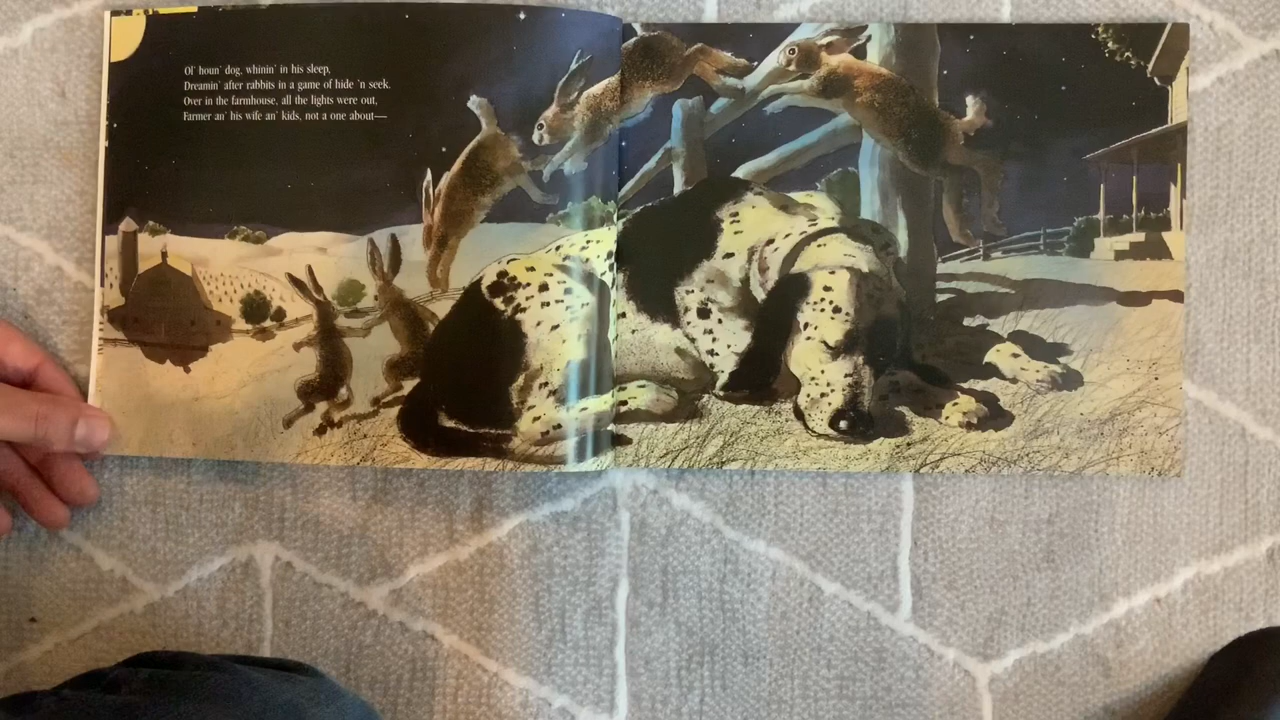 Ol' houn' dog, whinin' in his sleep,
Dreamin' after rabbits in a game of hide 'n seek.
Over in the farmhouse, all the lights were out,
Farmer an' his wife an' kids, not a one about—